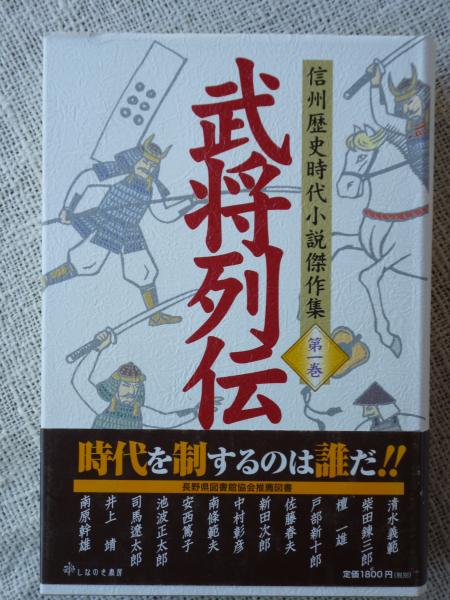 信州歴史時代小説傑作集
第一巻
武将列伝
時代を制するのは誰だ!!
長野県図書館協会推薦図書
清水義範
柴田錬三郎
檀一雄
戸部新十郎
佐藤春夫
新田次郎
中村彰彦
南條範夫
安西篤子
池波正太郎
司馬遼太郎
井上靖
南原幹雄
しなのき書房
定価1800円(税別)